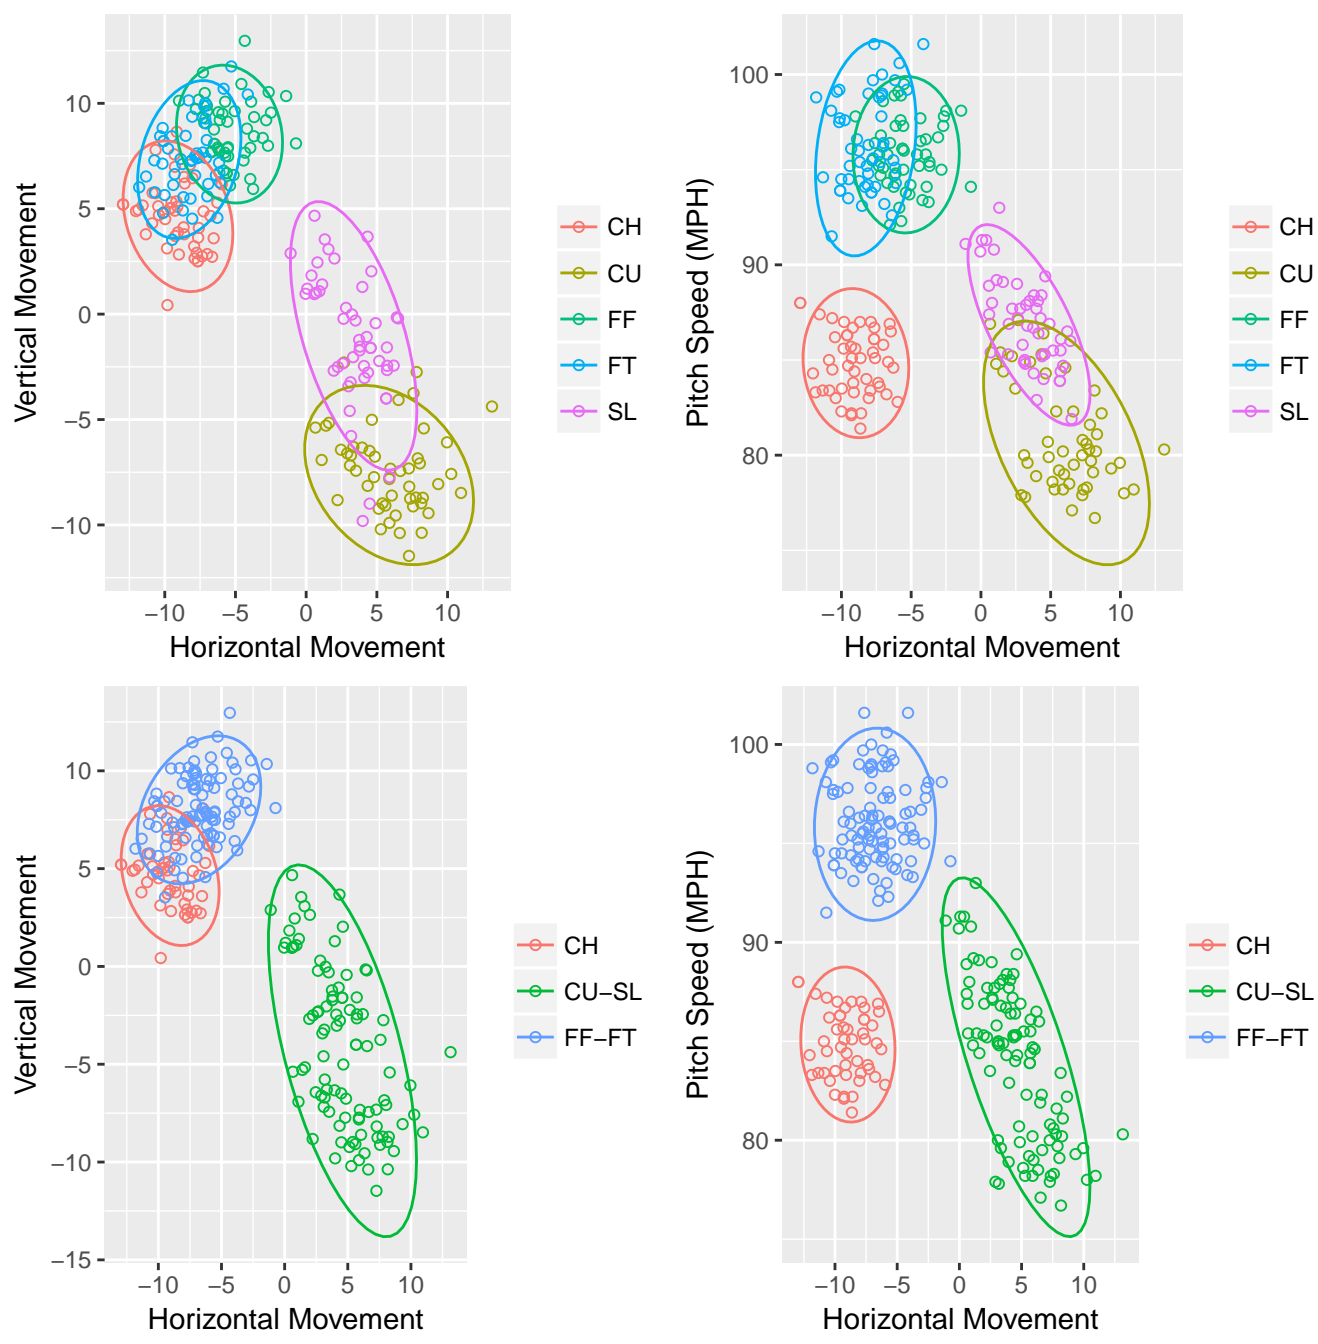 10
5
0
−5
−10
−10 −5 0 5 10
Horizontal Movement
Vertical Movement
CH
CU
FF
FT
SL
100
90
80
−10 −5 0 5 10
Horizontal Movement
Pitch Speed (MPH)
CH
CU
FF
FT
SL
10
5
0
−5
−10
−15
−10 −5 0 5 10
Horizontal Movement
Vertical Movement
CH
CU−SL
FF−FT
100
90
80
−10 −5 0 5 10
Horizontal Movement
Pitch Speed (MPH)
CH
CU−SL
FF−FT